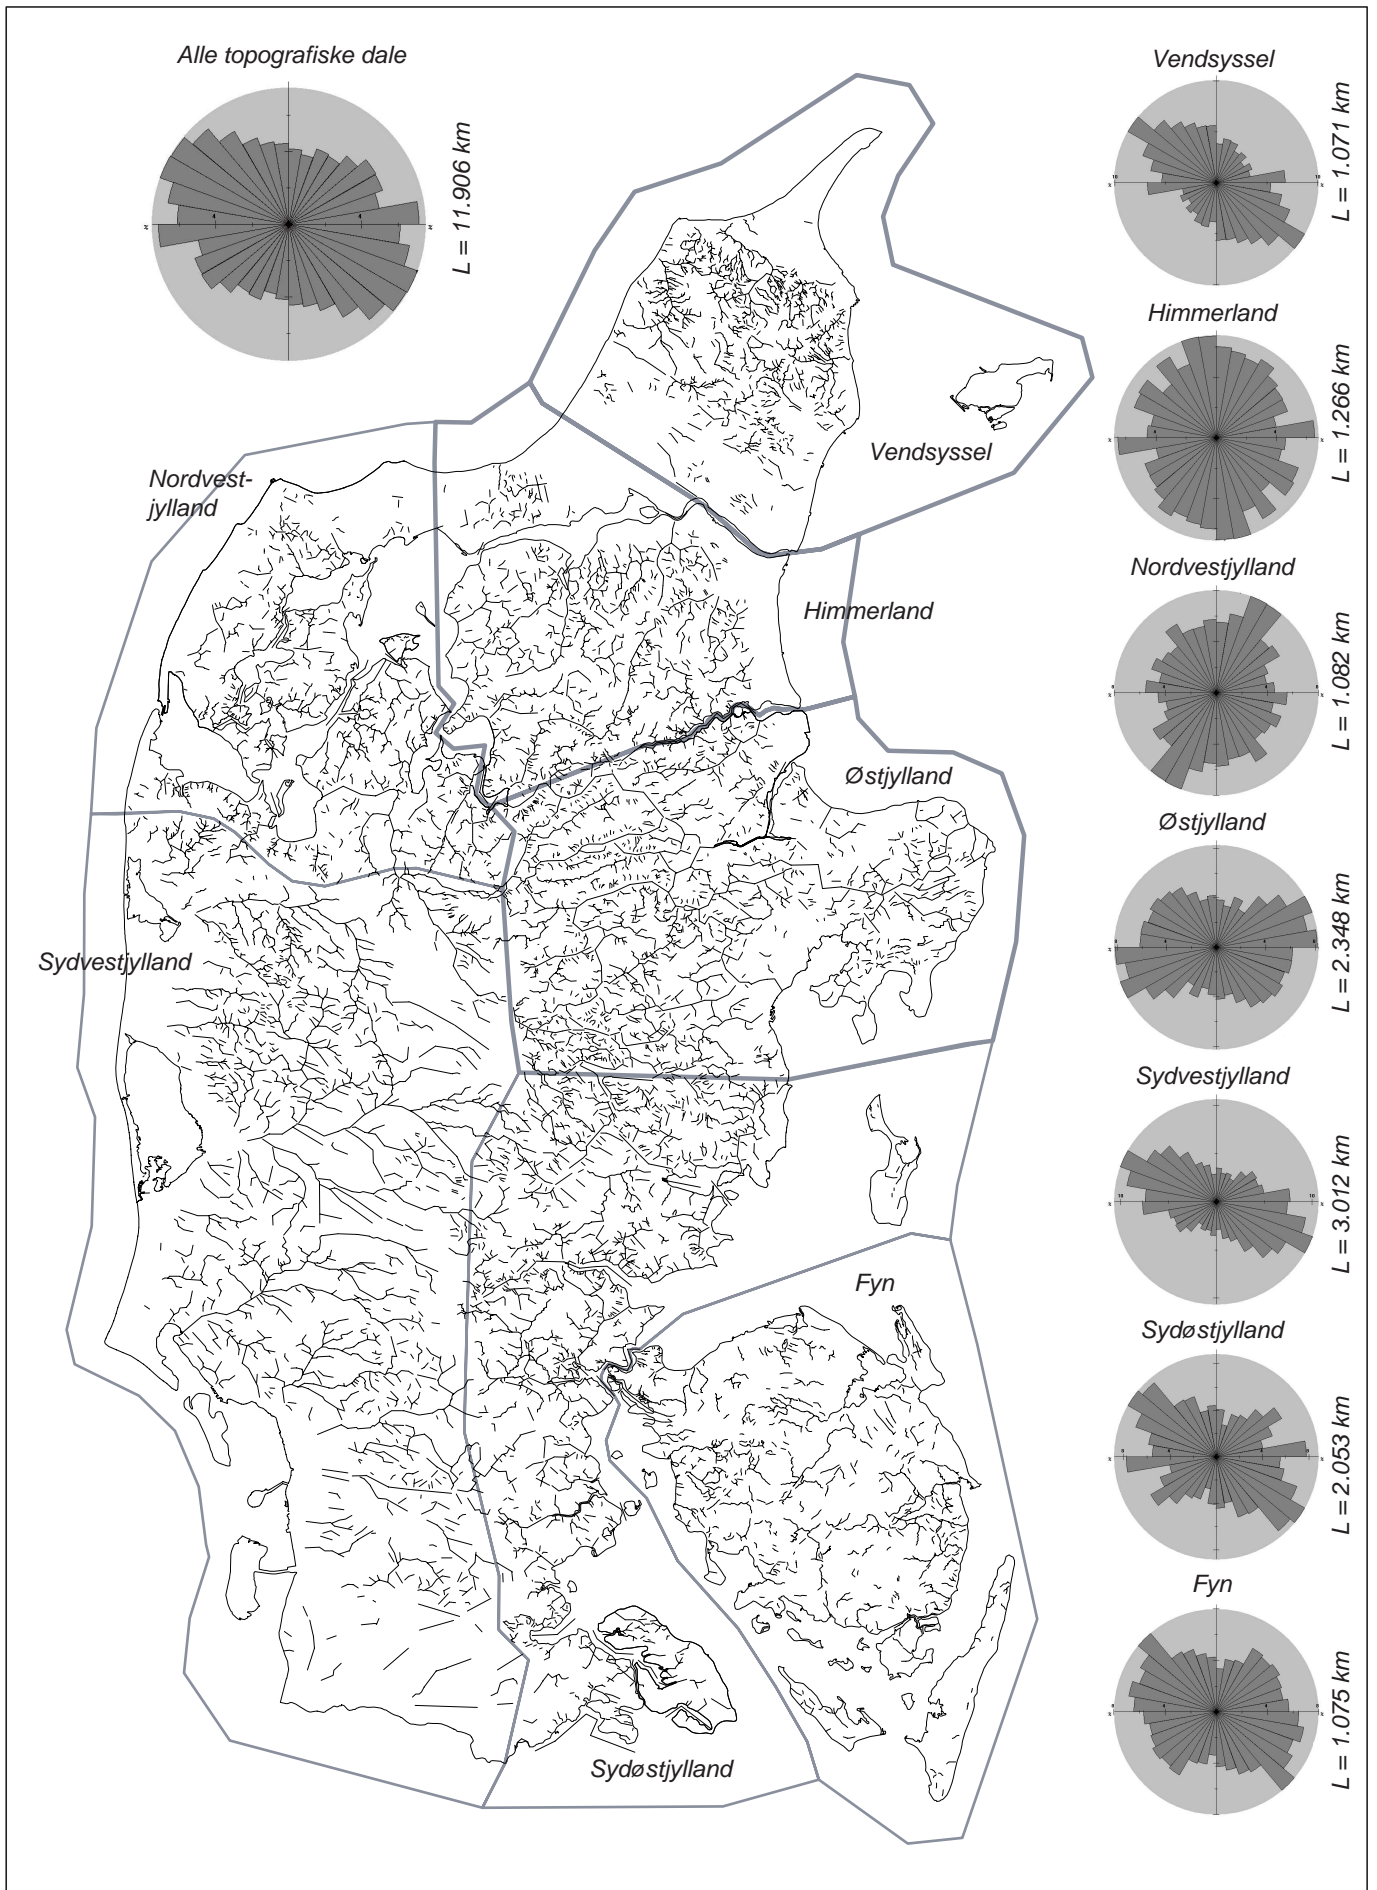 Alle topografiske dale
L = 11.906 km
Vendsyssel
L = 1.071 km
Himmerland
L = 1.266 km
Nordvestjylland
L = 1.082 km
Østjylland
L = 2.348 km
Sydvestjylland
L = 3.012 km
Sydøstjylland
L = 2.053 km
Fyn
L = 1.075 km
Vendsyssel
Nordvest-
jylland
Himmerland
Østjylland
Sydvestjylland
Fyn
Sydøstjylland